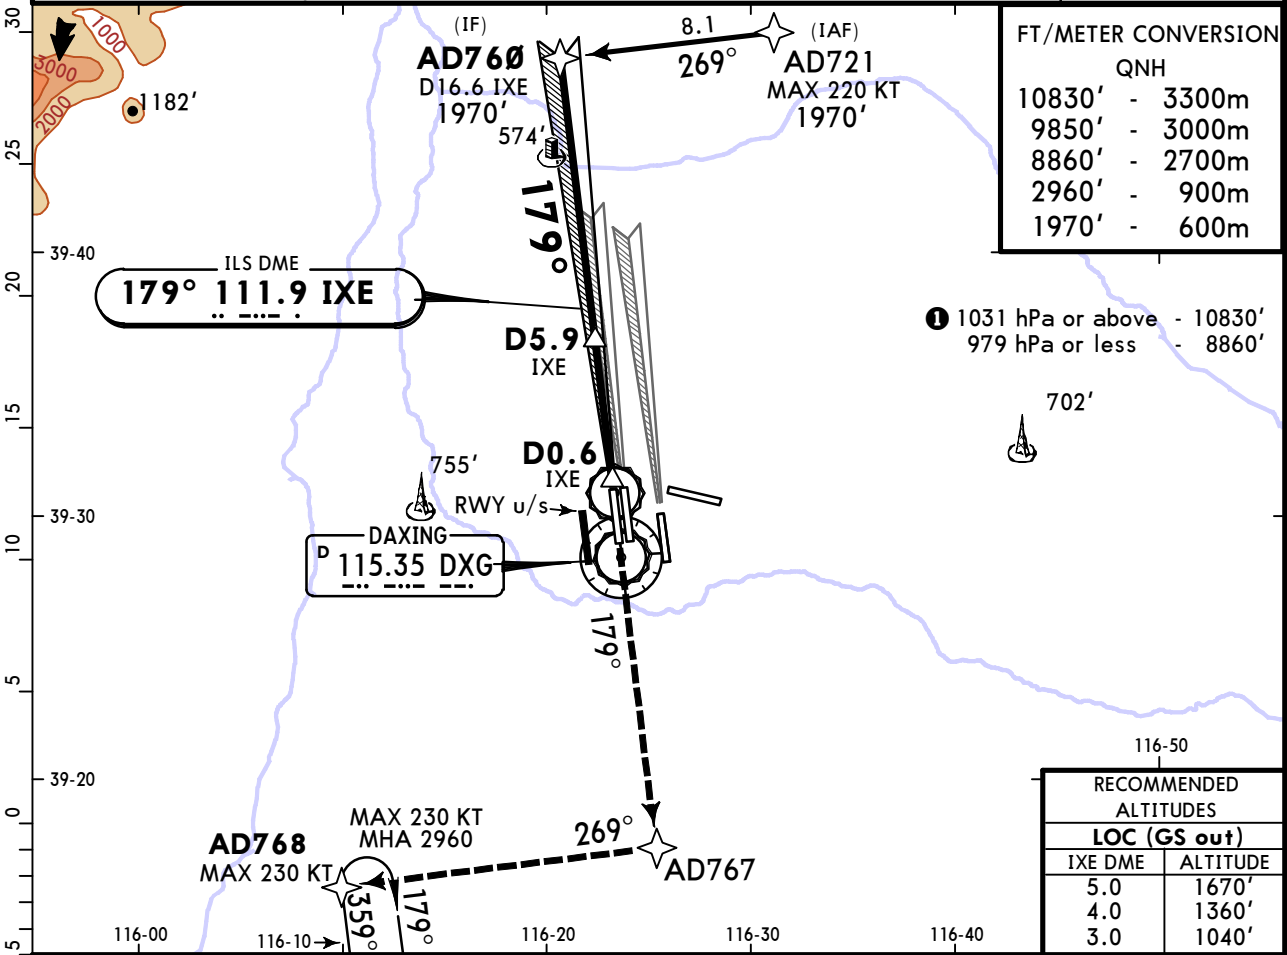 30
1000
3000
2000
1182'
(IF)
AD760
D16.6 IXE
1970'
574'
8.1
269°
(IAF)
AD721
MAX 220 KT
1970'
FT/METER CONVERSION
QNH
10830' - 3300m
9850' - 3000m
8860' - 2700m
2960' - 900m
1970' - 600m
25
179°
39-40
ILS DME
179° 111.9 IXE
20
D5.9
IXE
1 1031 hPa or above - 10830'
979 hPa or less - 8860'
702'
15
D0.6
IXE
755'
RWY u/s
39-30
DAXING
D 115.35 DXG
10
179°
5
116-50
39-20
0
RECOMMENDED
ALTITUDES
LOC (GS out)
IXE DME ALTITUDE
5.0 1670'
4.0 1360'
3.0 1040'
MAX 230 KT
MHA 2960
269°
AD768
MAX 230 KT
AD767
359°
179°
5
116-00
116-10
116-20
116-30
116-40